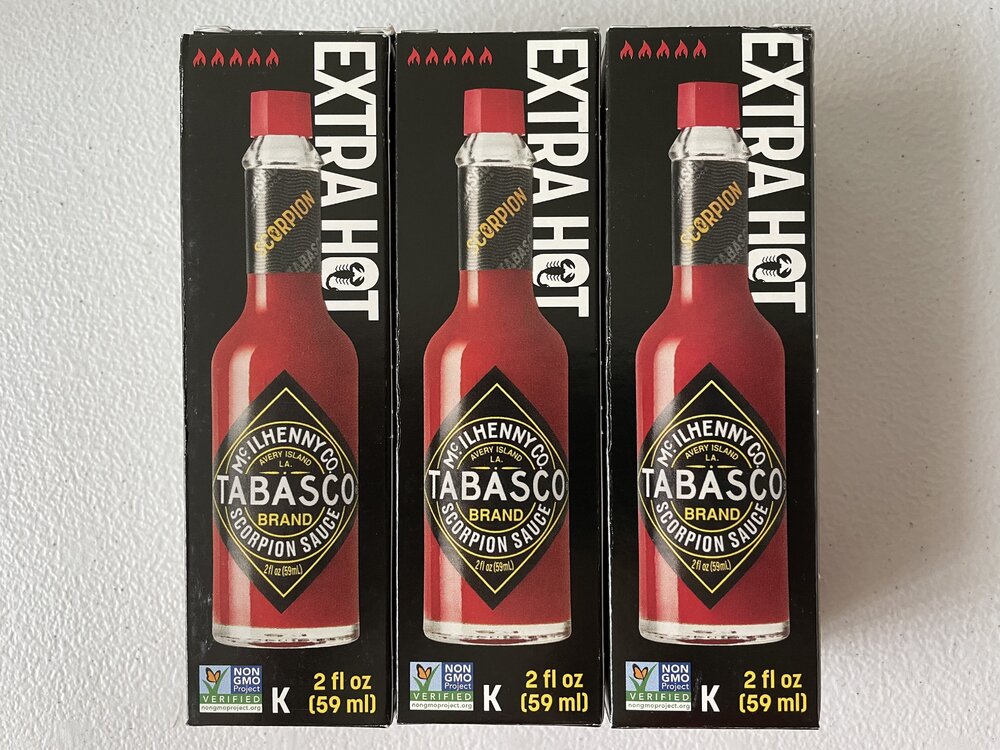 EXTRA HOT
SCORPION
TABASCO
McILHENNY CO.
AVERY ISLAND
LA.
TABASCO
BRAND
SCORPION SAUCE
2 fl oz (59mL)
NON
GMO
Project
VERIFIED
nongmoproject.org
K
2 fl oz
(59 ml)
EXTRA HOT
SCORPION
TABASCO
McILHENNY CO.
AVERY ISLAND
LA.
TABASCO
BRAND
SCORPION SAUCE
2 fl oz (59mL)
NON
GMO
Project
VERIFIED
nongmoproject.org
K
2 fl oz
(59 ml)
EXTRA HOT
SCORPION
TABASCO
McILHENNY CO.
AVERY ISLAND
LA.
TABASCO
BRAND
SCORPION SAUCE
2 fl oz (59mL)
NON
GMO
Project
VERIFIED
nongmoproject.org
K
2 fl oz
(59 ml)